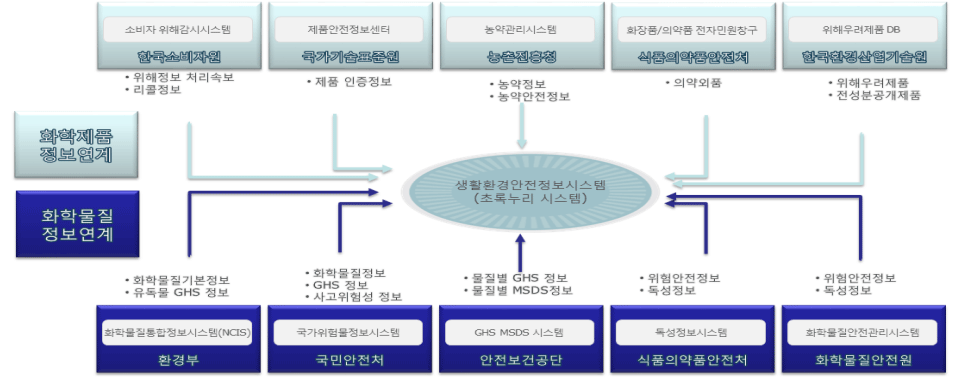 소비자 위해감시시스템
한국소비자원
• 위해정보 처리속보
• 리콜정보
제품안전정보센터
국가기술표준원
• 제품 인증정보
농약관리시스템
농촌진흥청
• 농약정보
• 농약안전정보
화장품/의약품 전자민원창구
식품의약품안전처
• 의약외품
위해우려제품 DB
한국환경산업기술원
• 위해우려제품
• 전성분공개제품
화학제품
정보연계
생활환경안전정보시스템
(초록누리 시스템)
화학물질
정보연계
• 화학물질기본정보
• 유독물 GHS 정보
화학물질통합정보시스템(NCIS)
환경부
• 화학물질정보
• GHS 정보
• 사고위험성 정보
국가위험물정보시스템
국민안전처
• 물질별 GHS 정보
• 물질별 MSDS정보
GHS MSDS 시스템
안전보건공단
• 위험안전정보
• 독성정보
독성정보시스템
식품의약품안전처
• 위험안전정보
• 독성정보
화학물질안전관리시스템
화학물질안전원